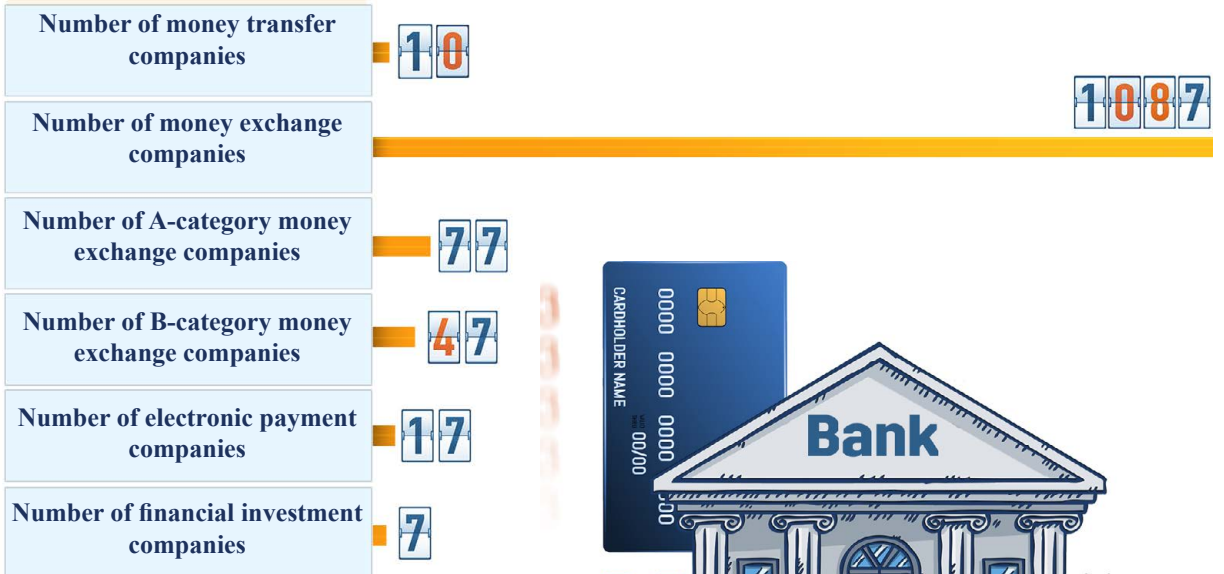 Number of money transfer
companies
10
Number of money exchange
companies
1087
Number of A-category money
exchange companies
77
Number of B-category money
exchange companies
47
Number of electronic payment
companies
17
Number of financial investment
companies
7
CARDHOLDER NAME
0000 0000 0000
00/00
Bank